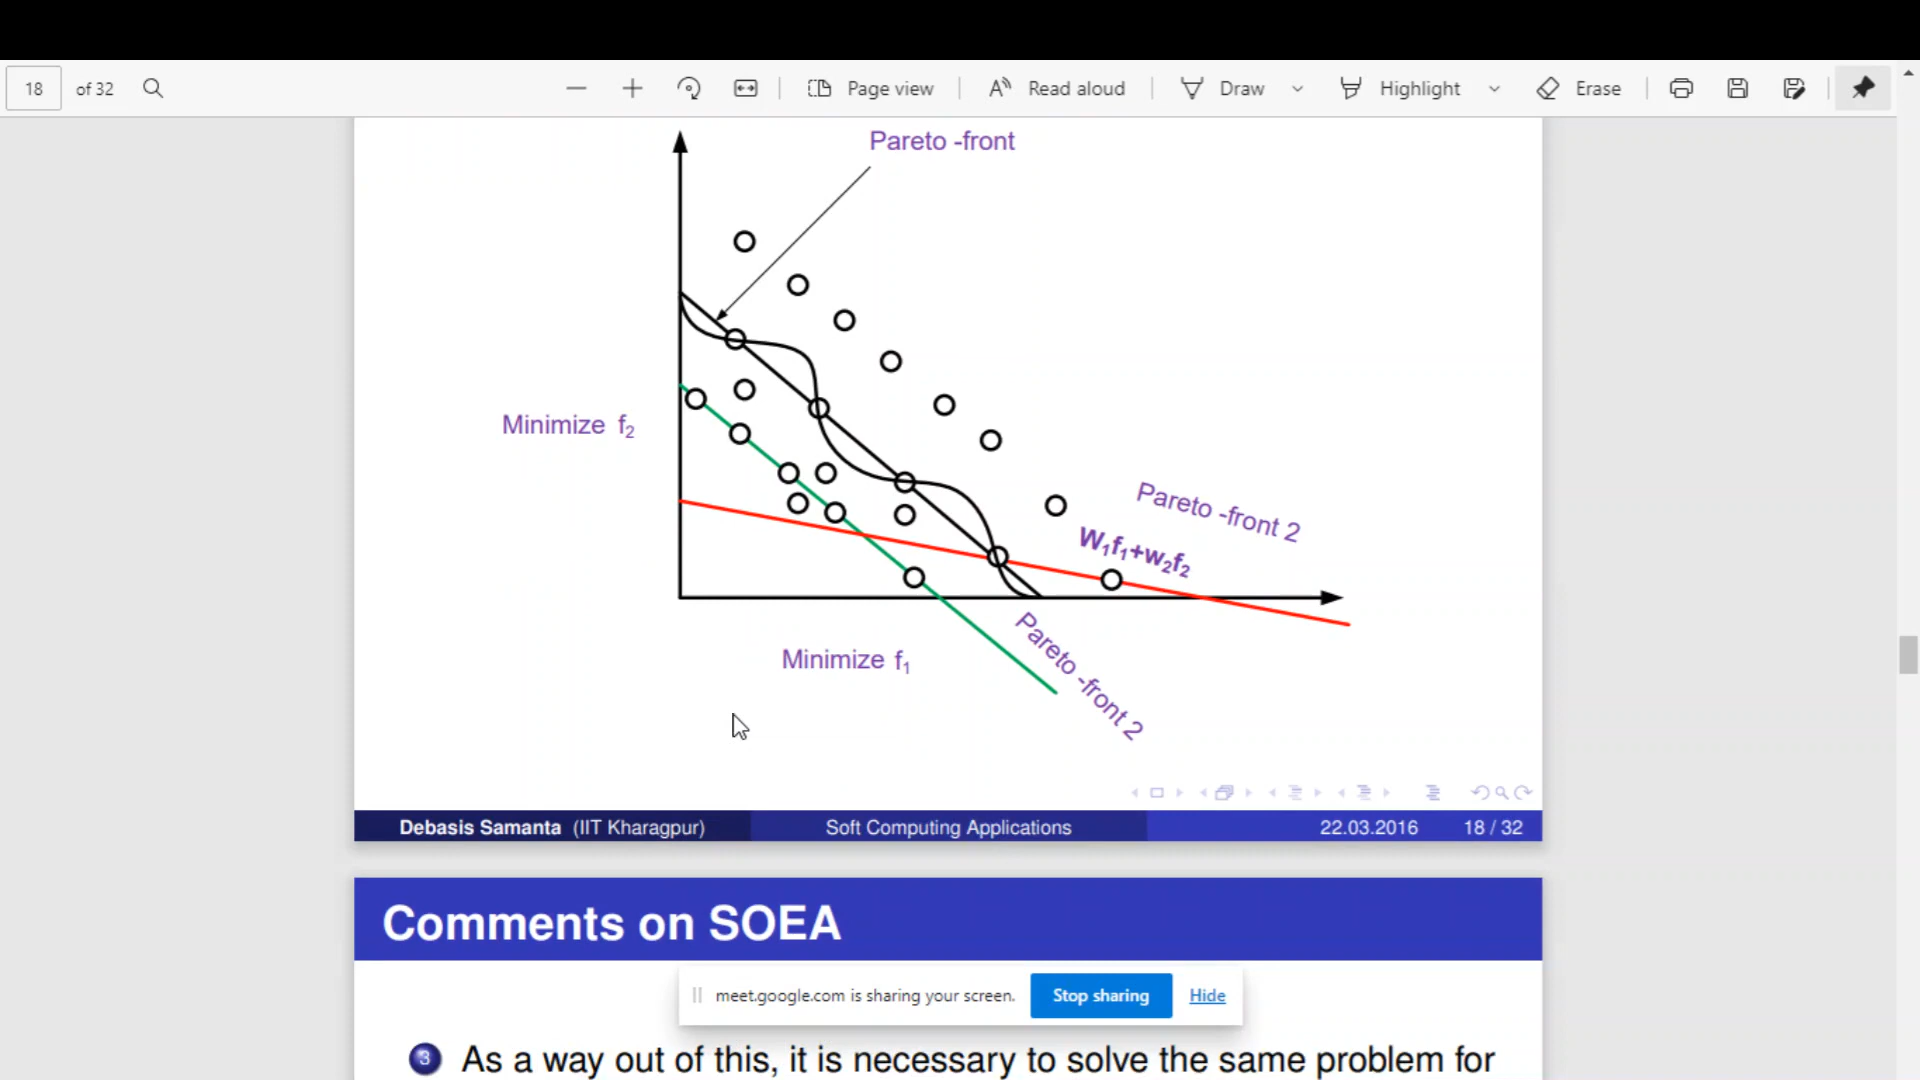 18 of 32 Page view Read aloud Draw Highlight Erase
Pareto -front
Minimize f₂
Pareto -front 2
W₁f₁+w₂f₂
Pareto -front 2
Minimize f₁
Debasis Samanta (IIT Kharagpur) Soft Computing Applications 22.03.2016 18 / 32
Comments on SOEA
meet.google.com is sharing your screen. Stop sharing Hide
3 As a way out of this, it is necessary to solve the same problem for